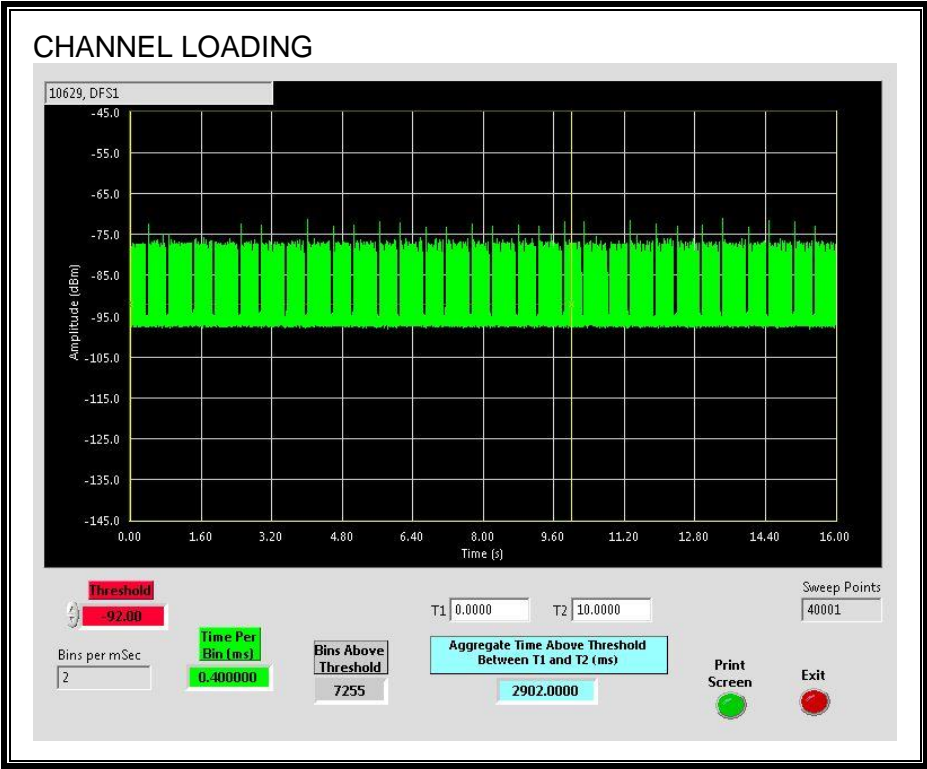 CHANNEL LOADING
10629, DFS1
-45.0
-55.0
-65.0
-75.0
-85.0
-95.0
-105.0
-115.0
-125.0
-135.0
-145.0
Amplitude (dBm)
0.00 1.60 3.20 4.80 6.40 8.00 9.60 11.20 12.80 14.40 16.00
Time (s)
Threshold
-92.00
Bins per mSec
2
Time Per
Bin (ms)
0.400000
Bins Above
Threshold
7255
T1 0.0000 T2 10.0000
Aggregate Time Above Threshold
Between T1 and T2 (ms)
2902.0000
Sweep Points
40001
Print
Screen
Exit